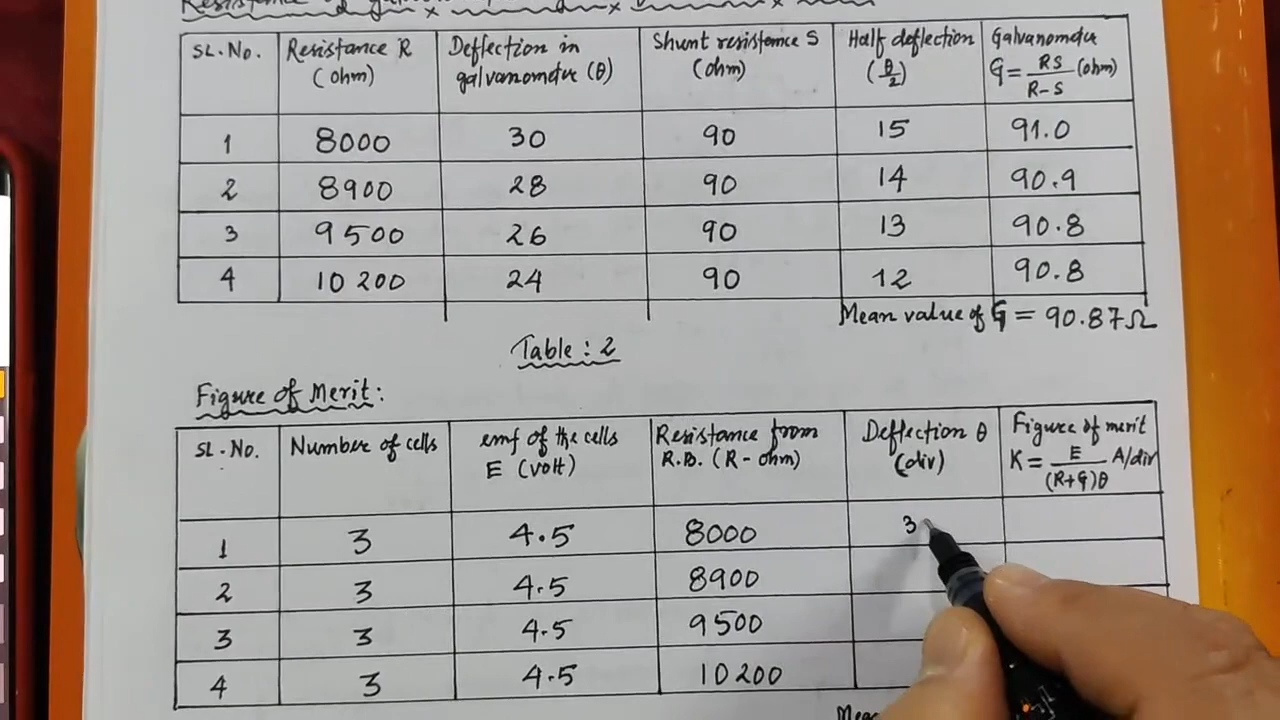 Resistance of
SL. No. Resistance R (ohm) Deflection in galvanometer (θ) Shunt resistance S (ohm) Half deflection (θ/2) Galvanometer G = RS/R-S (ohm)
1 8000 30 90 15 91.0
2 8900 28 90 14 90.9
3 9500 26 90 13 90.8
4 10200 24 90 12 90.8
Mean value of G = 90.87Ω
Table : 2
Figure of Merit:
SL. No. Number of cells emf of the cells E (volt) Resistance from R.B. (R - ohm) Deflection θ (div) Figure of merit K = E/(R+G)θ A/div
1 3 4.5 8000 3
2 3 4.5 8900
3 3 4.5 9500
4 3 4.5 10200